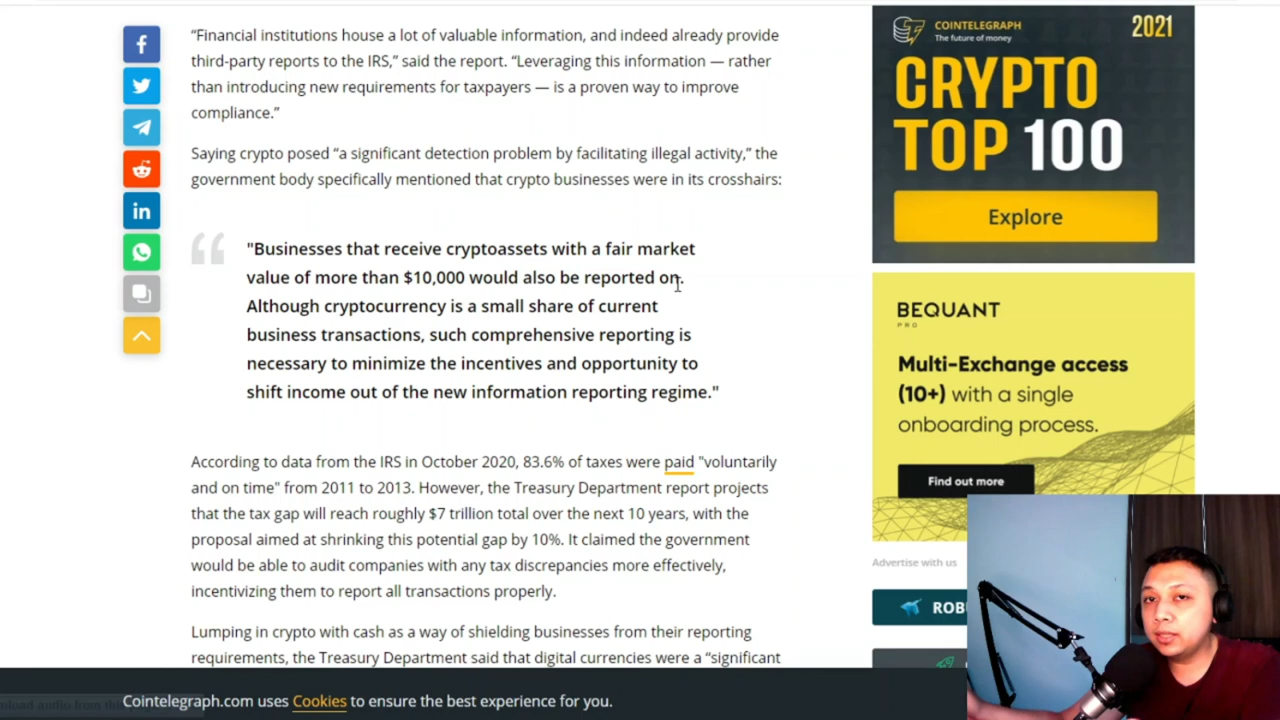 “Financial institutions house a lot of valuable information, and indeed already provide
third-party reports to the IRS,” said the report. “Leveraging this information — rather
than introducing new requirements for taxpayers — is a proven way to improve
compliance.”
Saying crypto posed “a significant detection problem by facilitating illegal activity,” the
government body specifically mentioned that crypto businesses were in its crosshairs:
"Businesses that receive cryptoassets with a fair market
value of more than $10,000 would also be reported on.
Although cryptocurrency is a small share of current
business transactions, such comprehensive reporting is
necessary to minimize the incentives and opportunity to
shift income out of the new information reporting regime."
According to data from the IRS in October 2020, 83.6% of taxes were paid "voluntarily
and on time" from 2011 to 2013. However, the Treasury Department report projects
that the tax gap will reach roughly $7 trillion total over the next 10 years, with the
proposal aimed at shrinking this potential gap by 10%. It claimed the government
would be able to audit companies with any tax discrepancies more effectively,
incentivizing them to report all transactions properly.
Lumping in crypto with cash as a way of shielding businesses from their reporting
requirements, the Treasury Department said that digital currencies were a “significant
COINTELEGRAPH
The future of money
2021
CRYPTO
TOP 100
Explore
BEQUANT
PRO
Multi-Exchange access
(10+) with a single
onboarding process.
Find out more
Advertise with us
ROB
Cointelegraph.com uses Cookies to ensure the best experience for you.